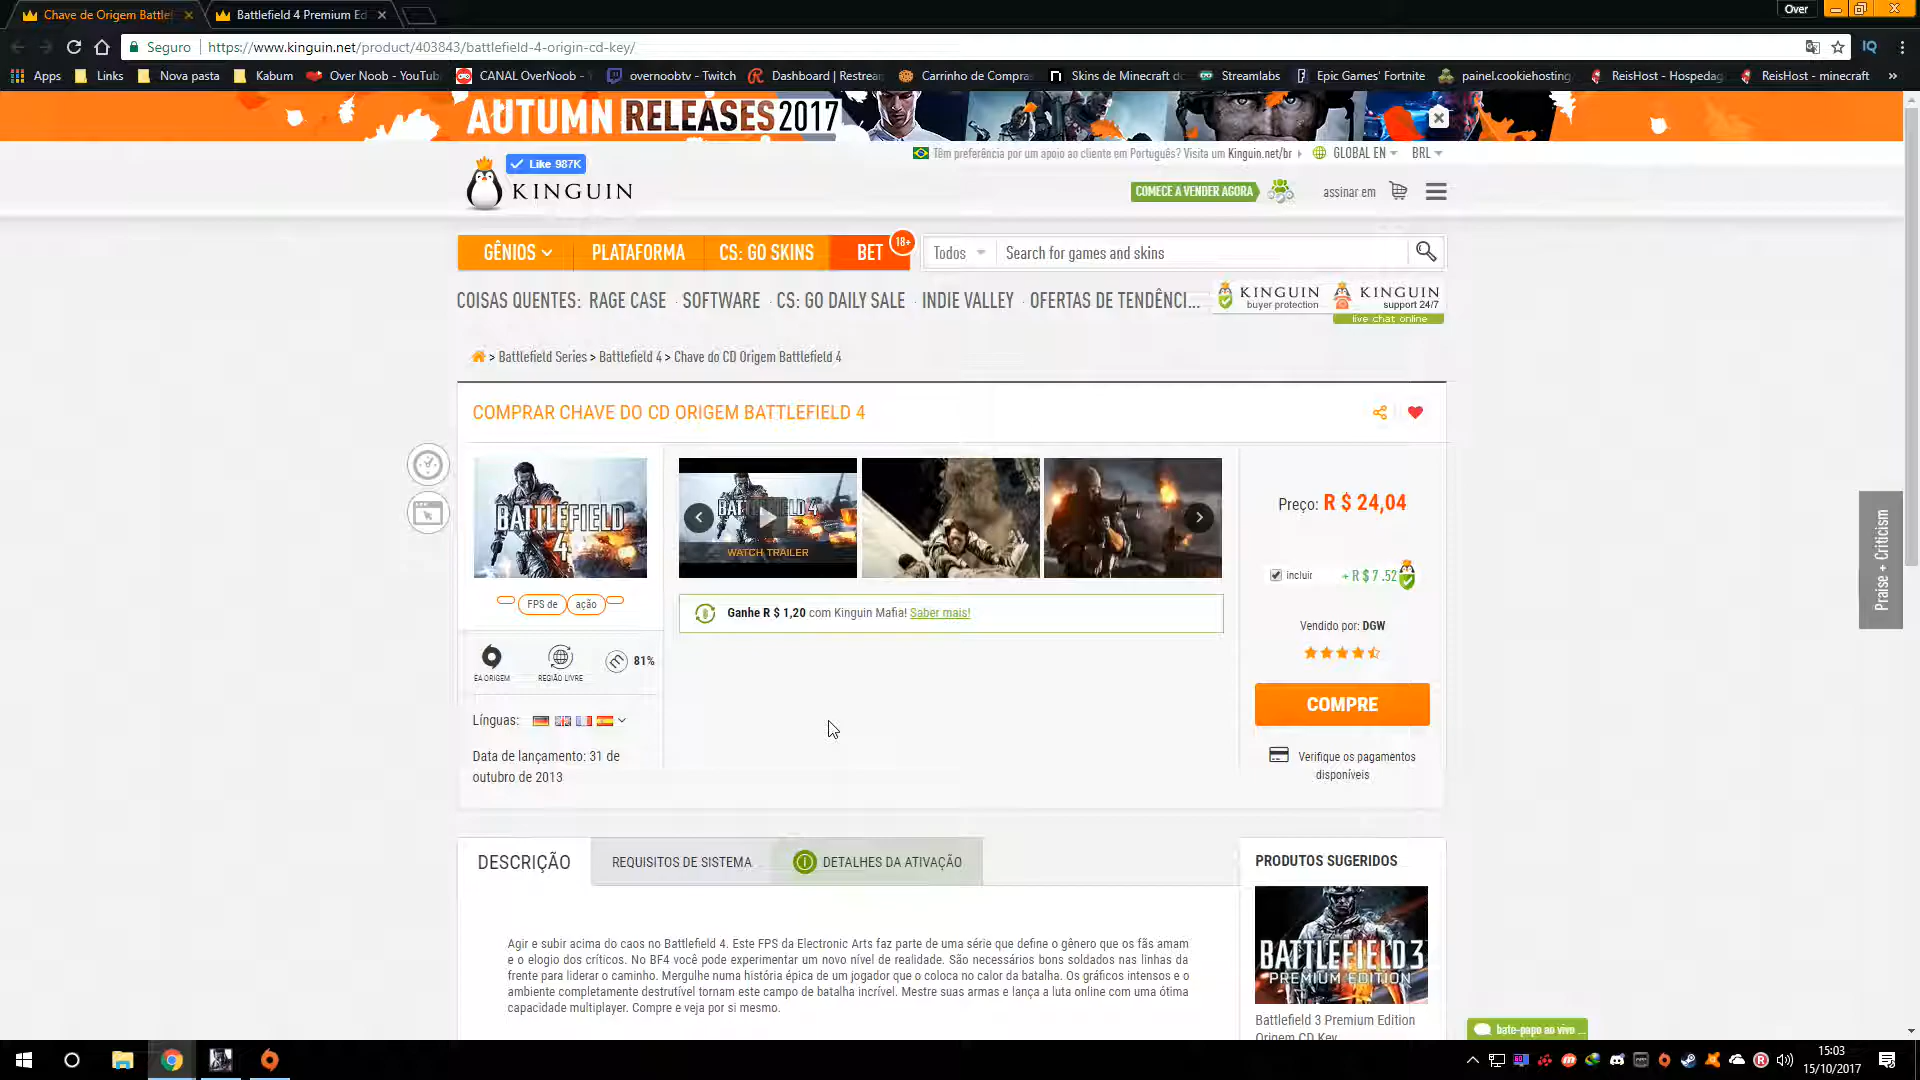 Chave de Origem Battle
Battlefield 4 Premium Ed
Over
Seguro
https://www.kinguin.net/product/403843/battlefield-4-origin-cd-key/
IQ
Apps
Links
Nova pasta
Kabum
Over Noob - YouTub
CANAL OverNoob -
overnoobtv - Twitch
Dashboard | Restrear
Carrinho de Compra
Skins de Minecraft do
Streamlabs
Epic Games' Fortnite
painel.cookiehosting
ReisHost - Hospedag
ReisHost - minecraft
»
AUTUMN RELEASES 2017
Like 987K
KINGUIN
Têm preferência por um apoio ao cliente em Português? Visita um Kinguin.net/br
GLOBAL EN
BRL
COMECE A VENDER AGORA
assinar em
GÊNIOS
PLATAFORMA
CS: GO SKINS
BET
18+
Todos
Search for games and skins
COISAS QUENTES: RAGE CASE · SOFTWARE · CS: GO DAILY SALE · INDIE VALLEY · OFERTAS DE TENDÊNCI...
KINGUIN
buyer protection
KINGUIN
support 24/7
live chat online
> Battlefield Series > Battlefield 4 > Chave do CD Origem Battlefield 4
COMPRAR CHAVE DO CD ORIGEM BATTLEFIELD 4
BATTLEFIELD
4
BATTLEFIELD 4
WATCH TRAILER
Preço: R $ 24,04
incluir
+ R $ 7 .52
FPS de
ação
Ganhe R $ 1,20 com Kinguin Mafia! Saber mais!
Vendido por: DGW
EA ORIGEM
REGIÃO LIVRE
81%
COMPRE
Línguas:
Verifique os pagamentos
disponíveis
Data de lançamento: 31 de
outubro de 2013
Praise + Criticism
DESCRIÇÃO
REQUISITOS DE SISTEMA
DETALHES DA ATIVAÇÃO
PRODUTOS SUGERIDOS
BATTLEFIELD 3
PREMIUM EDITION
Agir e subir acima do caos no Battlefield 4. Este FPS da Electronic Arts faz parte de uma série que define o gênero que os fãs amam
e o elogio dos críticos. No BF4 você pode experimentar um novo nível de realidade. São necessários bons soldados nas linhas da
frente para liderar o caminho. Mergulhe numa história épica de um jogador que o coloca no calor da batalha. Os gráficos intensos e o
ambiente completamente destrutível tornam este campo de batalha incrível. Mestre suas armas e lança a luta online com uma ótima
capacidade multiplayer. Compre e veja por si mesmo.
Battlefield 3 Premium Edition
Origem CD Key
bate-papo ao vivo ...
15:03
15/10/2017